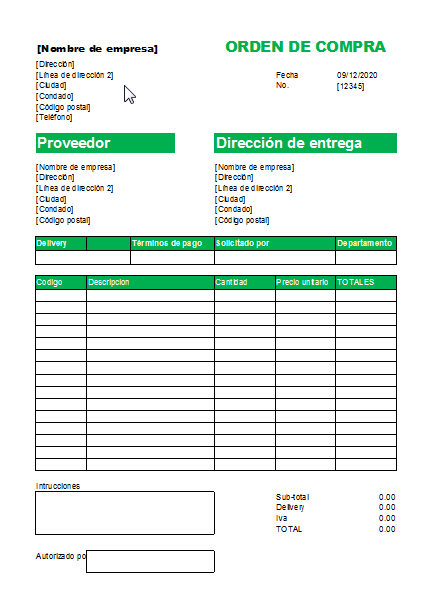 [Nombre de empresa]
ORDEN DE COMPRA
[Dirección]
[Línea de dirección 2]
Fecha 09/12/2020
[Ciudad]
No. [12345]
[Condado]
[Código postal]
[Teléfono]
Proveedor
Dirección de entrega
[Nombre de empresa]
[Dirección]
[Línea de dirección 2]
[Ciudad]
[Condado]
[Código postal]
[Nombre de empresa]
[Dirección]
[Línea de dirección 2]
[Ciudad]
[Condado]
[Código postal]
Delivery Términos de pago Solicitado por Departamento
Codigo Descripcion Cantidad Precio unitario TOTALES
Intrucciones
Sub-total 0.00
Delivery 0.00
Iva 0.00
TOTAL 0.00
Autorizado po